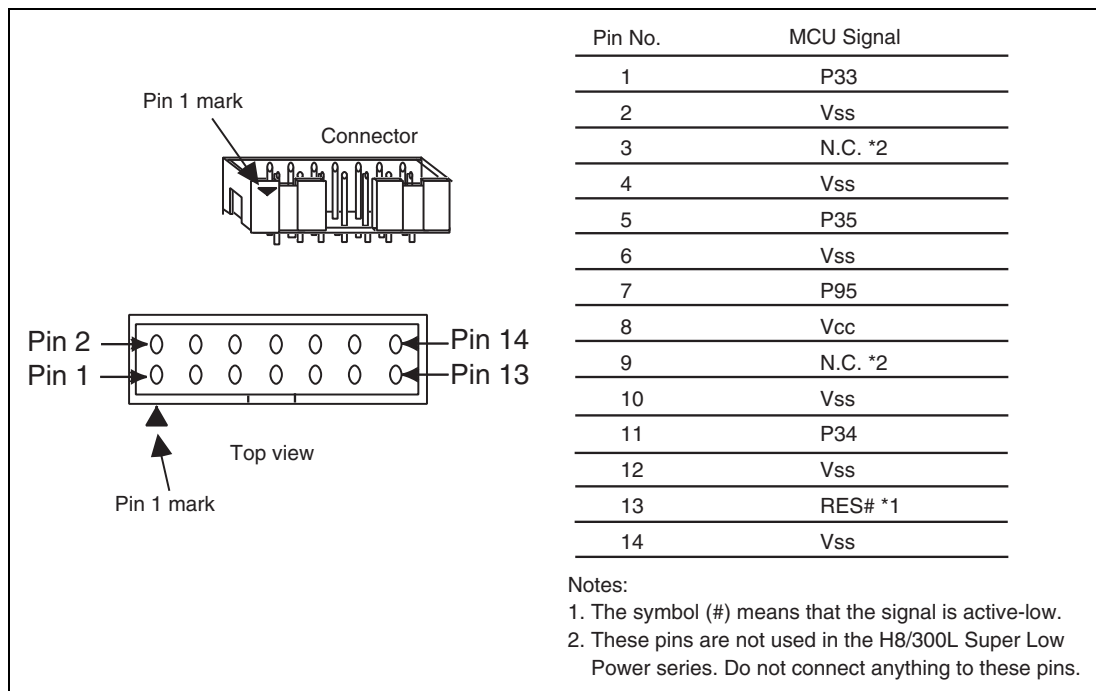 Pin 1 mark
Connector
Pin 2
Pin 14
Pin 1
Pin 13
Top view
Pin 1 mark
Pin No. MCU Signal
1 P33
2 Vss
3 N.C. *2
4 Vss
5 P35
6 Vss
7 P95
8 Vcc
9 N.C. *2
10 Vss
11 P34
12 Vss
13 RES# *1
14 Vss
Notes:
1. The symbol (#) means that the signal is active-low.
2. These pins are not used in the H8/300L Super Low
Power series. Do not connect anything to these pins.